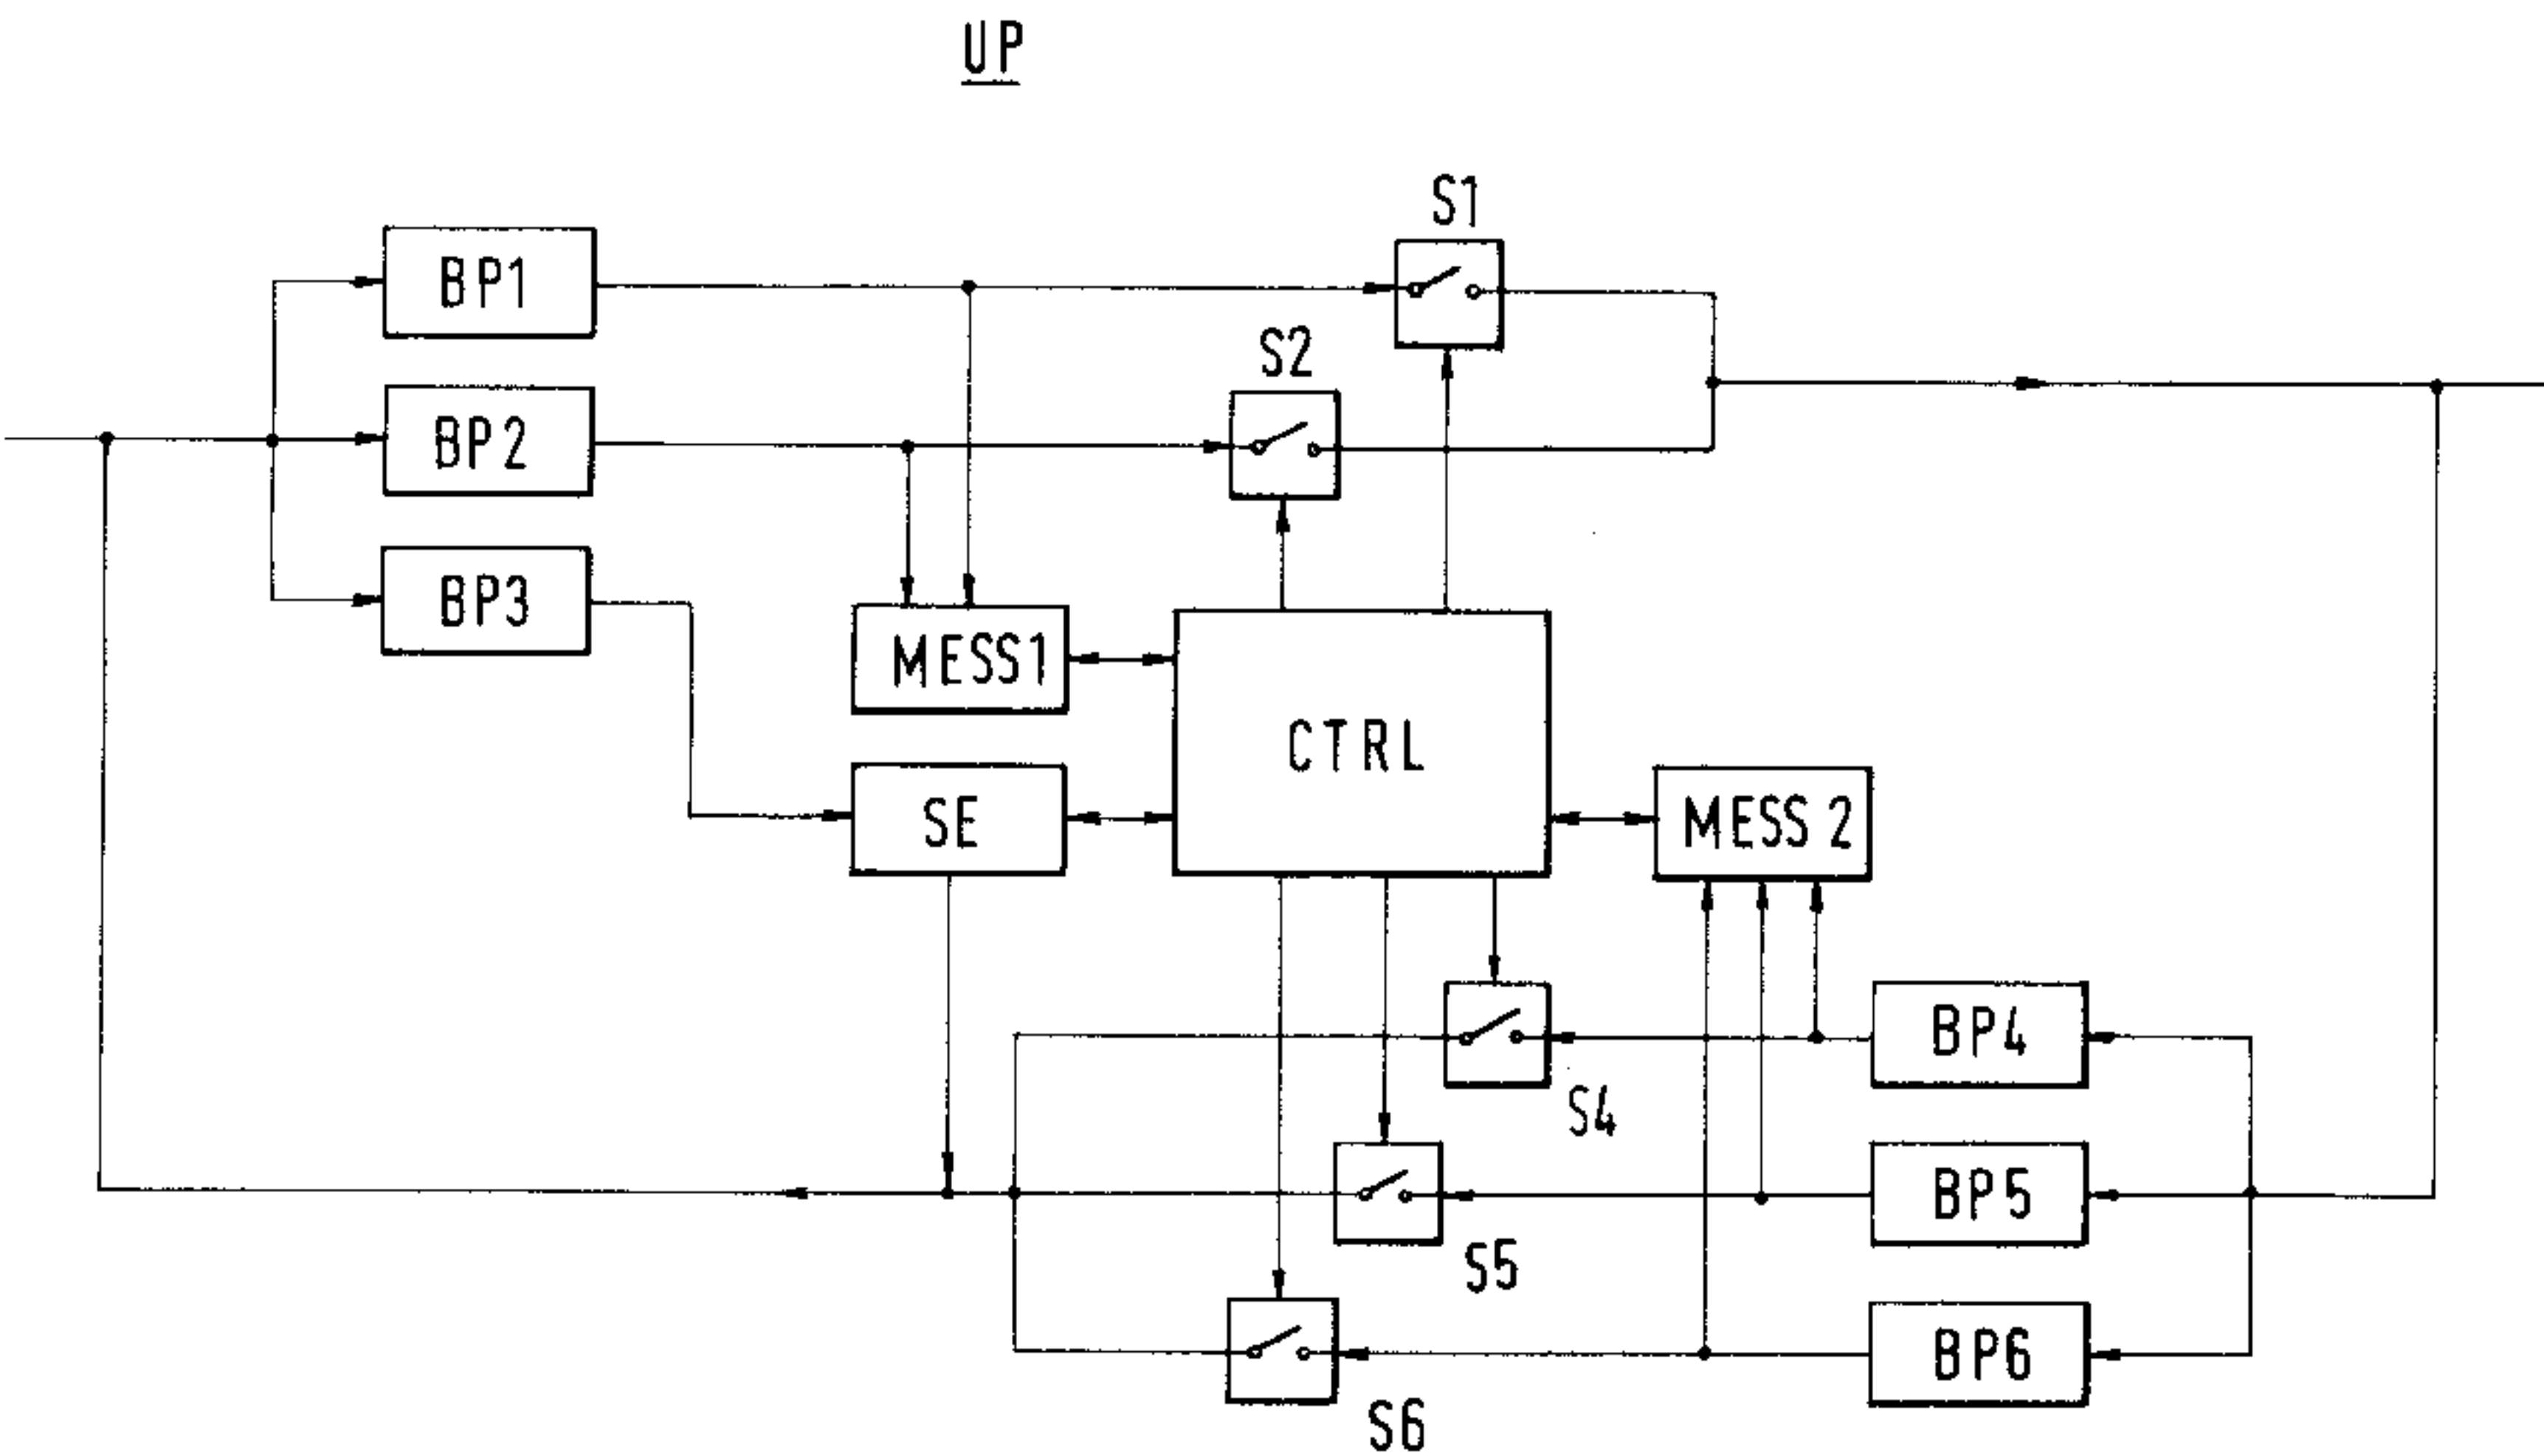 UP
S1
BP1
S2
BP2
BP3
MESS1
CTRL
SE
MESS 2
BP4
S4
BP5
S5
BP6
S6